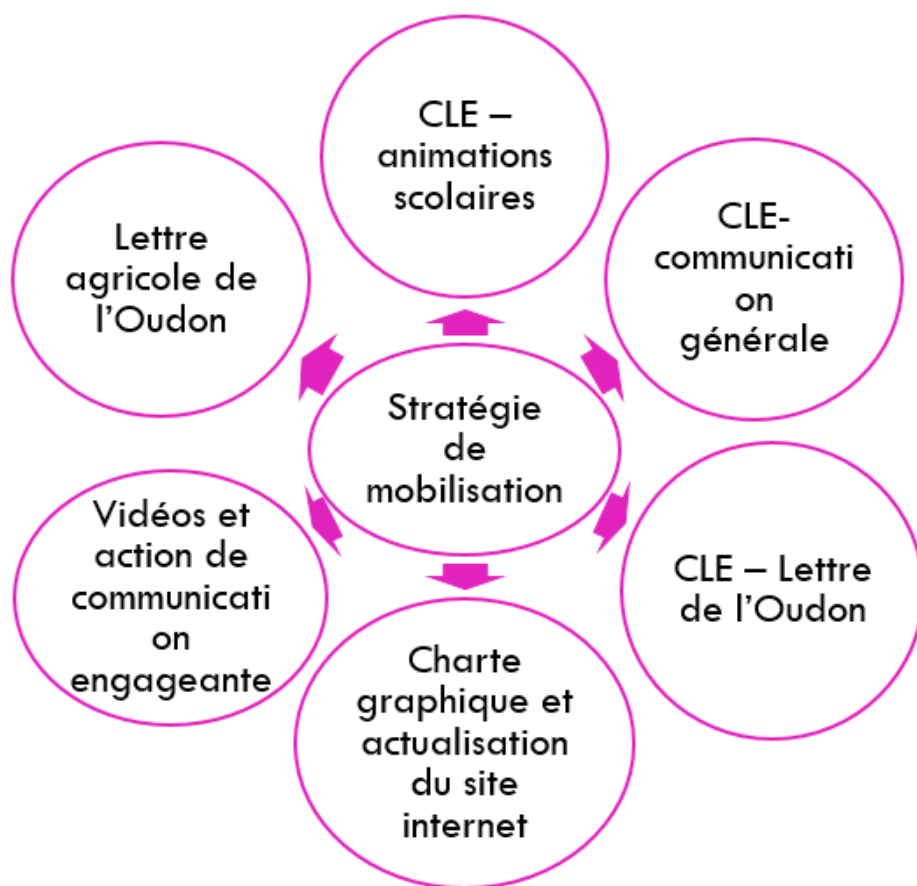 CLE –
animations
scolaires
CLE-
communicati
on
générale
CLE – Lettre
de l'Oudon
Charte
graphique et
actualisation
du site
internet
Vidéos et
action de
communicati
on
engageante
Lettre
agricole de
l'Oudon
Stratégie
de
mobilisation